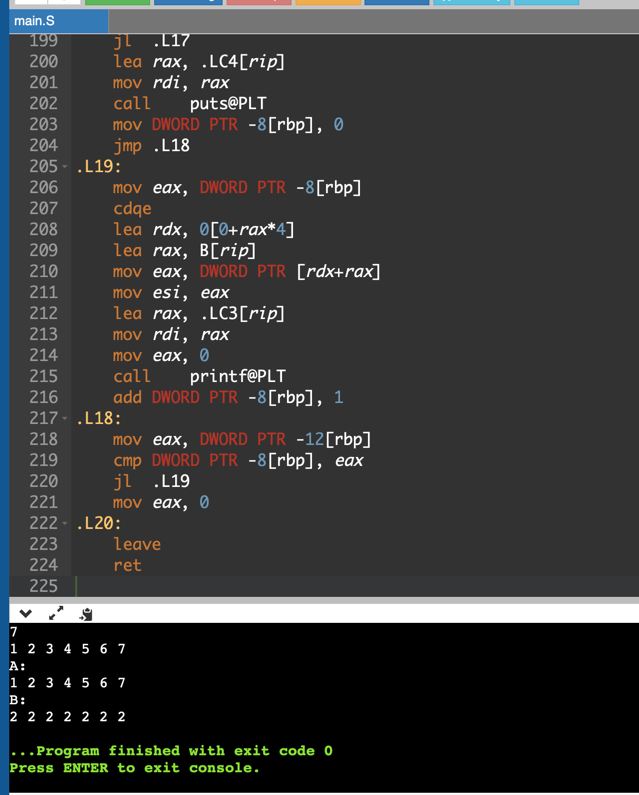 main.S
199 jl .L17
200 lea rax, .LC4[rip]
201 mov rdi, rax
202 call puts@PLT
203 mov DWORD PTR -8[rbp], 0
204 jmp .L18
205 .L19:
206 mov eax, DWORD PTR -8[rbp]
207 cdqe
208 lea rdx, 0[0+rax*4]
209 lea rax, B[rip]
210 mov eax, DWORD PTR [rdx+rax]
211 mov esi, eax
212 lea rax, .LC3[rip]
213 mov rdi, rax
214 mov eax, 0
215 call printf@PLT
216 add DWORD PTR -8[rbp], 1
217 .L18:
218 mov eax, DWORD PTR -12[rbp]
219 cmp DWORD PTR -8[rbp], eax
220 jl .L19
221 mov eax, 0
222 .L20:
223 leave
224 ret
225
7
1 2 3 4 5 6 7
A:
1 2 3 4 5 6 7
B:
2 2 2 2 2 2 2
...Program finished with exit code 0
Press ENTER to exit console.